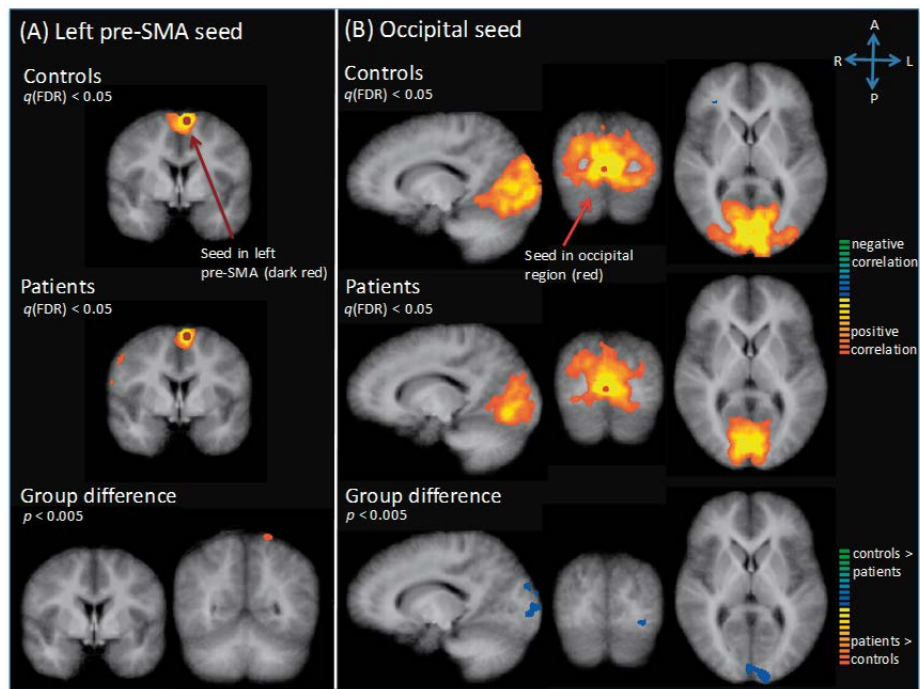 (A) Left pre-SMA seed
Controls
q(FDR) < 0.05
Seed in left
pre-SMA (dark red)
Patients
q(FDR) < 0.05
Group difference
p < 0.005
(B) Occipital seed
Controls
q(FDR) < 0.05
Seed in occipital
region (red)
Patients
q(FDR) < 0.05
Group difference
p < 0.005
A
R
L
P
negative
correlation
positive
correlation
controls >
patients
patients >
controls